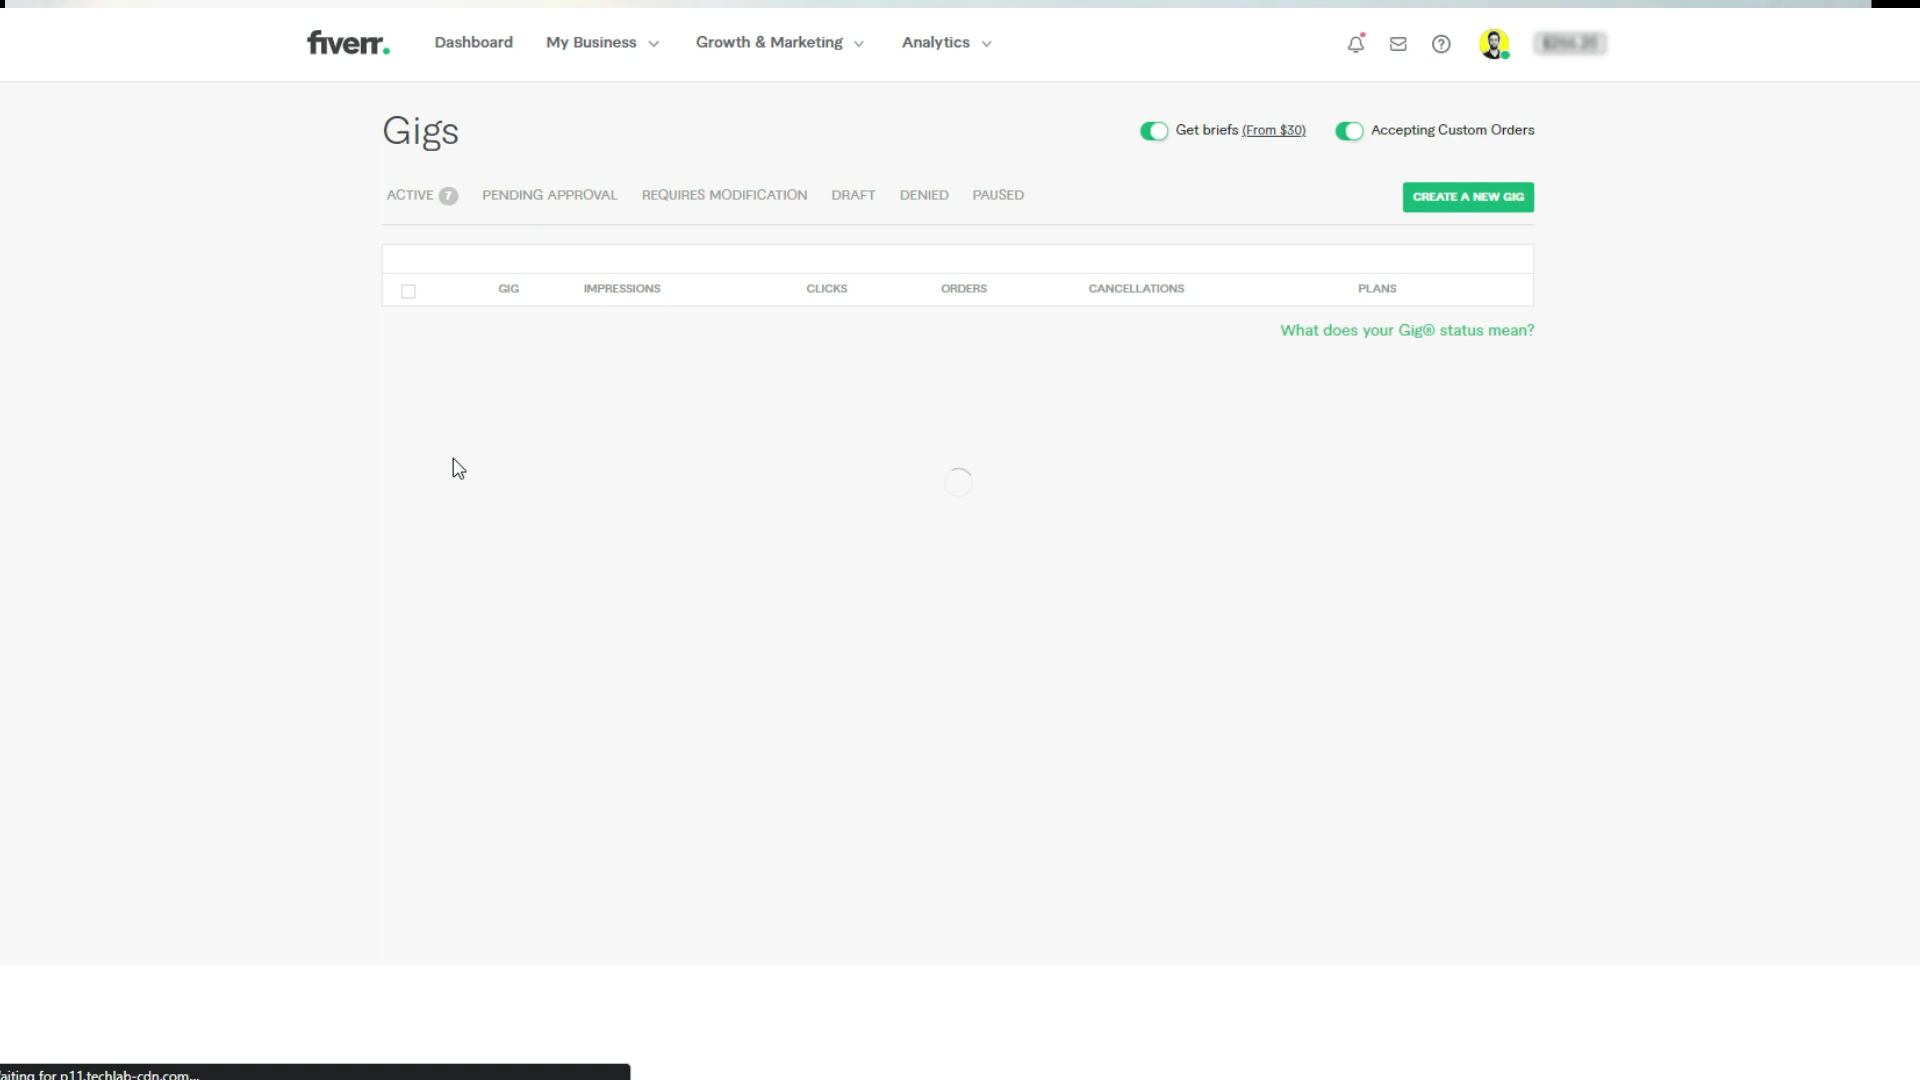 fiverr.
Dashboard
My Business
Growth & Marketing
Analytics
Gigs
Get briefs (From $30)
Accepting Custom Orders
ACTIVE 7
PENDING APPROVAL
REQUIRES MODIFICATION
DRAFT
DENIED
PAUSED
CREATE A NEW GIG
GIG
IMPRESSIONS
CLICKS
ORDERS
CANCELLATIONS
PLANS
What does your Gig® status mean?
aiting for p11.techlab-cdn.com...